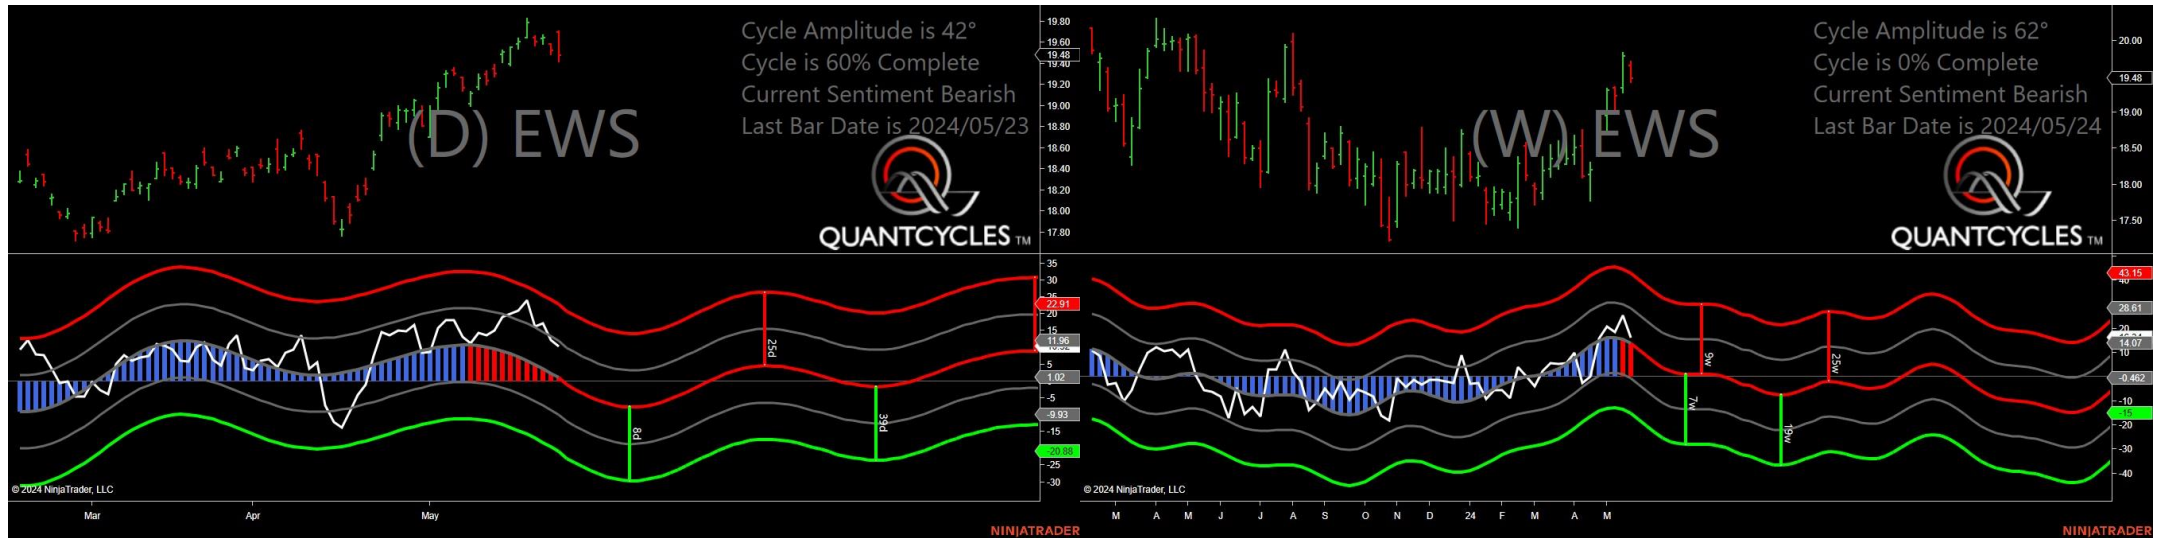 Cycle Amplitude is 42°
Cycle is 60% Complete
Current Sentiment Bearish
Last Bar Date is 2024/05/23
(D) EWS
QUANTCYCLES TM
19.80
19.60
19.48
19.40
19.20
19.00
18.80
18.60
18.40
18.20
18.00
17.80
35
30
25
22.91
20
15
11.96
5
1.02
-5
-9.93
-15
-20.88
-25
-30
8d
25d
39d
© 2024 NinjaTrader, LLC
Mar
Apr
May
NINJATRADER
Cycle Amplitude is 62°
Cycle is 0% Complete
Current Sentiment Bearish
Last Bar Date is 2024/05/24
(W) EWS
QUANTCYCLES TM
20.00
19.48
19.00
18.50
18.00
17.50
43.15
40
28.61
20
14.07
10
-0.462
-10
-15
-20
-30
-40
7w
9w
19w
25w
© 2024 NinjaTrader, LLC
M A M J J A S O N D 24 F M A M
NINJATRADER